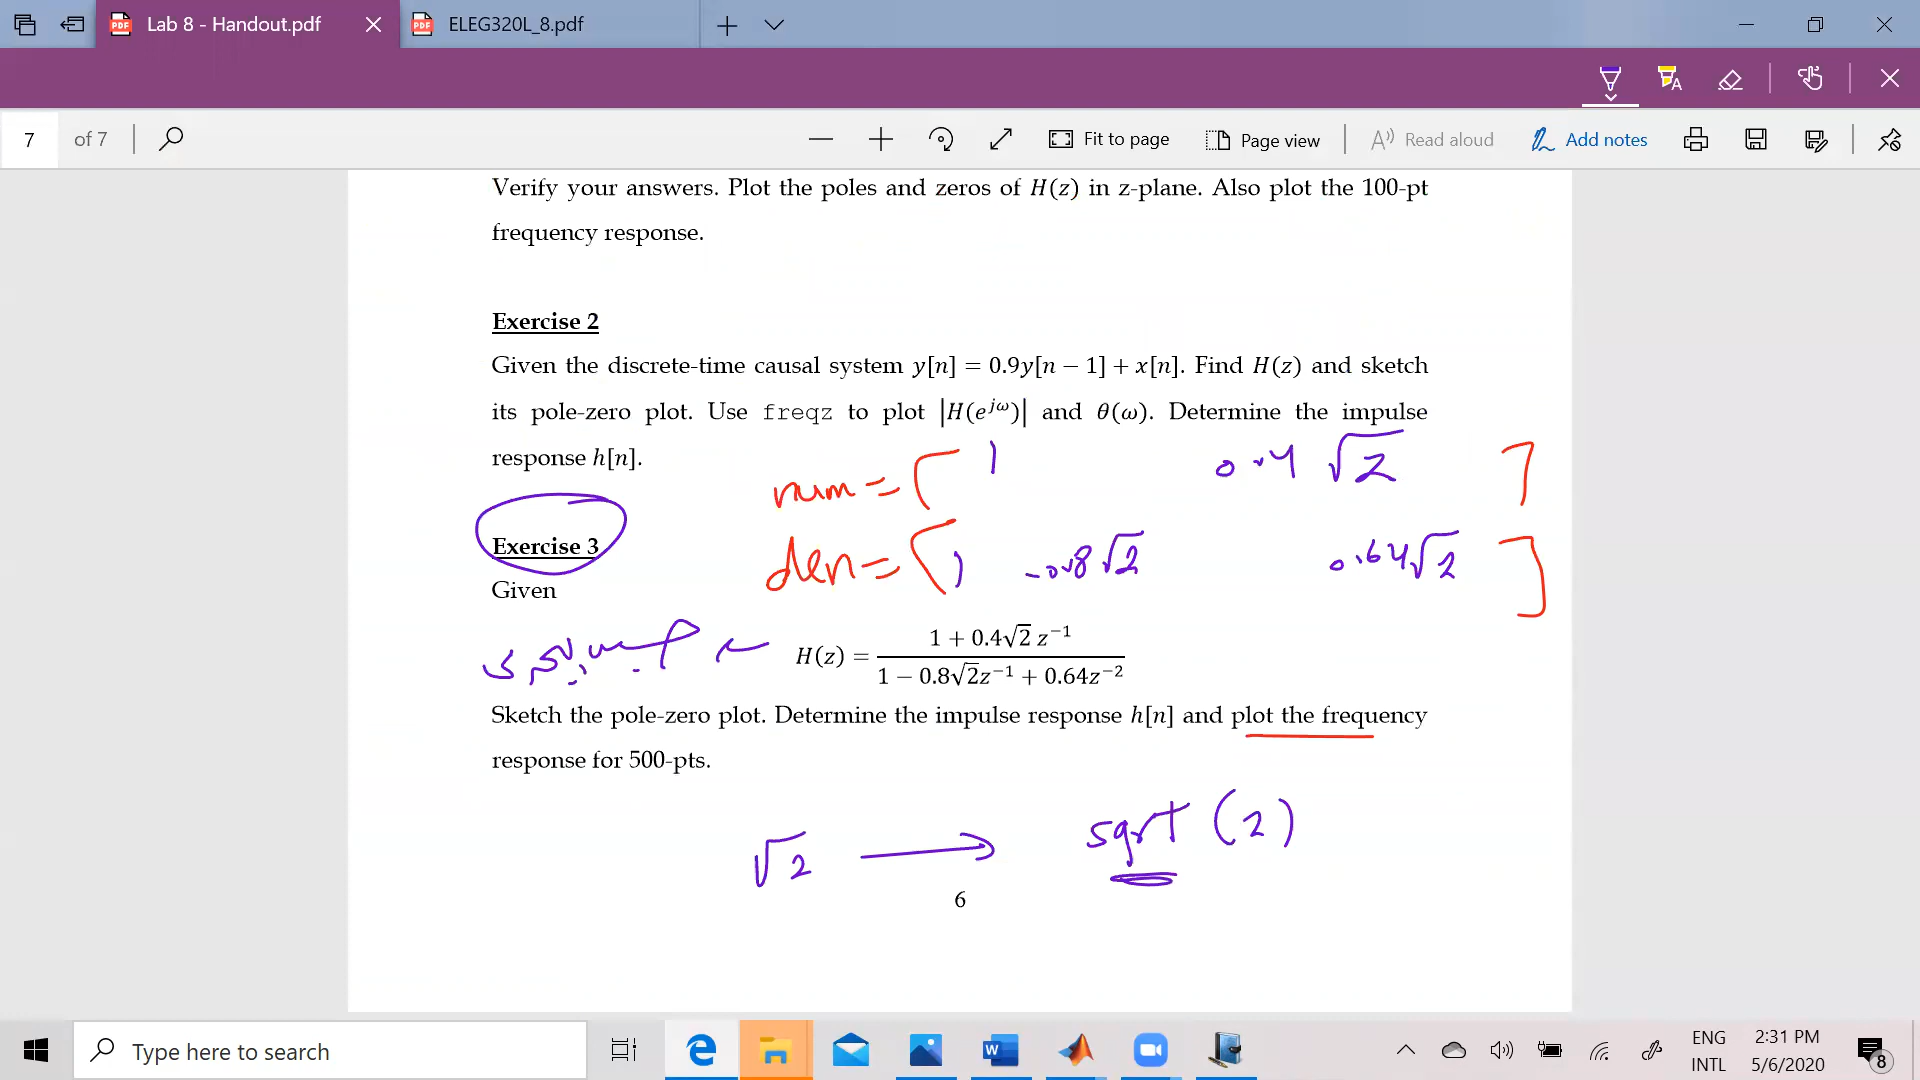 Lab 8 - Handout.pdf
ELEG320L_8.pdf
7 of 7
Fit to page
Page view
Read aloud
Add notes
Verify your answers. Plot the poles and zeros of H(z) in z-plane. Also plot the 100-pt
frequency response.
Exercise 2
Given the discrete-time causal system y[n] = 0.9y[n − 1] + x[n]. Find H(z) and sketch
its pole-zero plot. Use freqz to plot |H(e^{jω})| and θ(ω). Determine the impulse
response h[n].
num = [ 1 0.4 √2 ]
Exercise 3
den = [ 1 -0.8 √2 0.64√2 ]
Given
H(z) = (1 + 0.4√2 z⁻¹) / (1 − 0.8√2z⁻¹ + 0.64z⁻²)
Sketch the pole-zero plot. Determine the impulse response h[n] and plot the frequency
response for 500-pts.
√2 → sqrt (2)
6
Type here to search
ENG
INTL
2:31 PM
5/6/2020
8